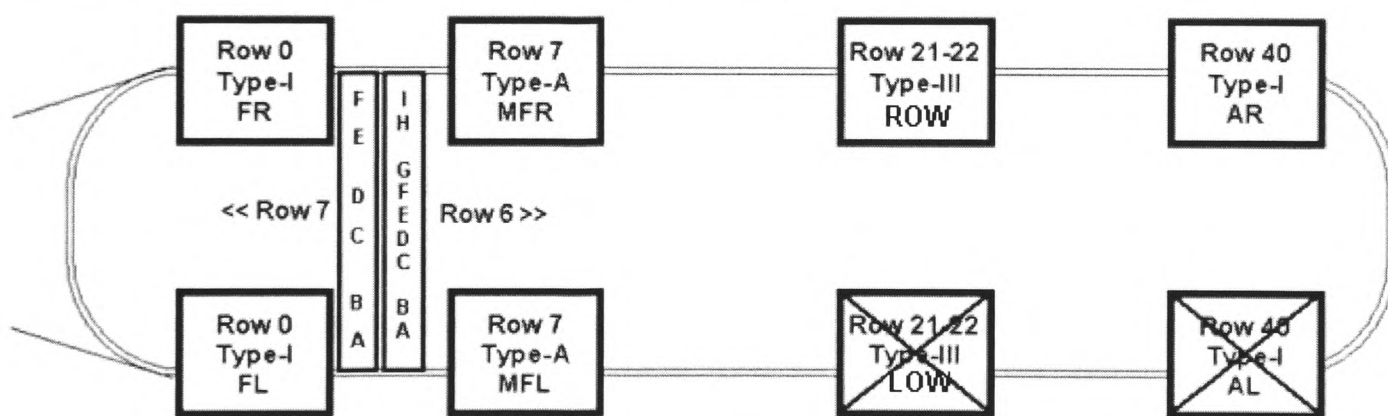 Row 0
Type-I
FR
Row 7
Type-A
MFR
Row 21-22
Type-III
ROW
Row 40
Type-I
AR
F
E
D
C
B
A
I H
G
F
E
D
C
B
A
<< Row 7
Row 6 >>
Row 0
Type-I
FL
Row 7
Type-A
MFL
Row 21-22
Type-III
LOW
Row 40
Type-I
AL